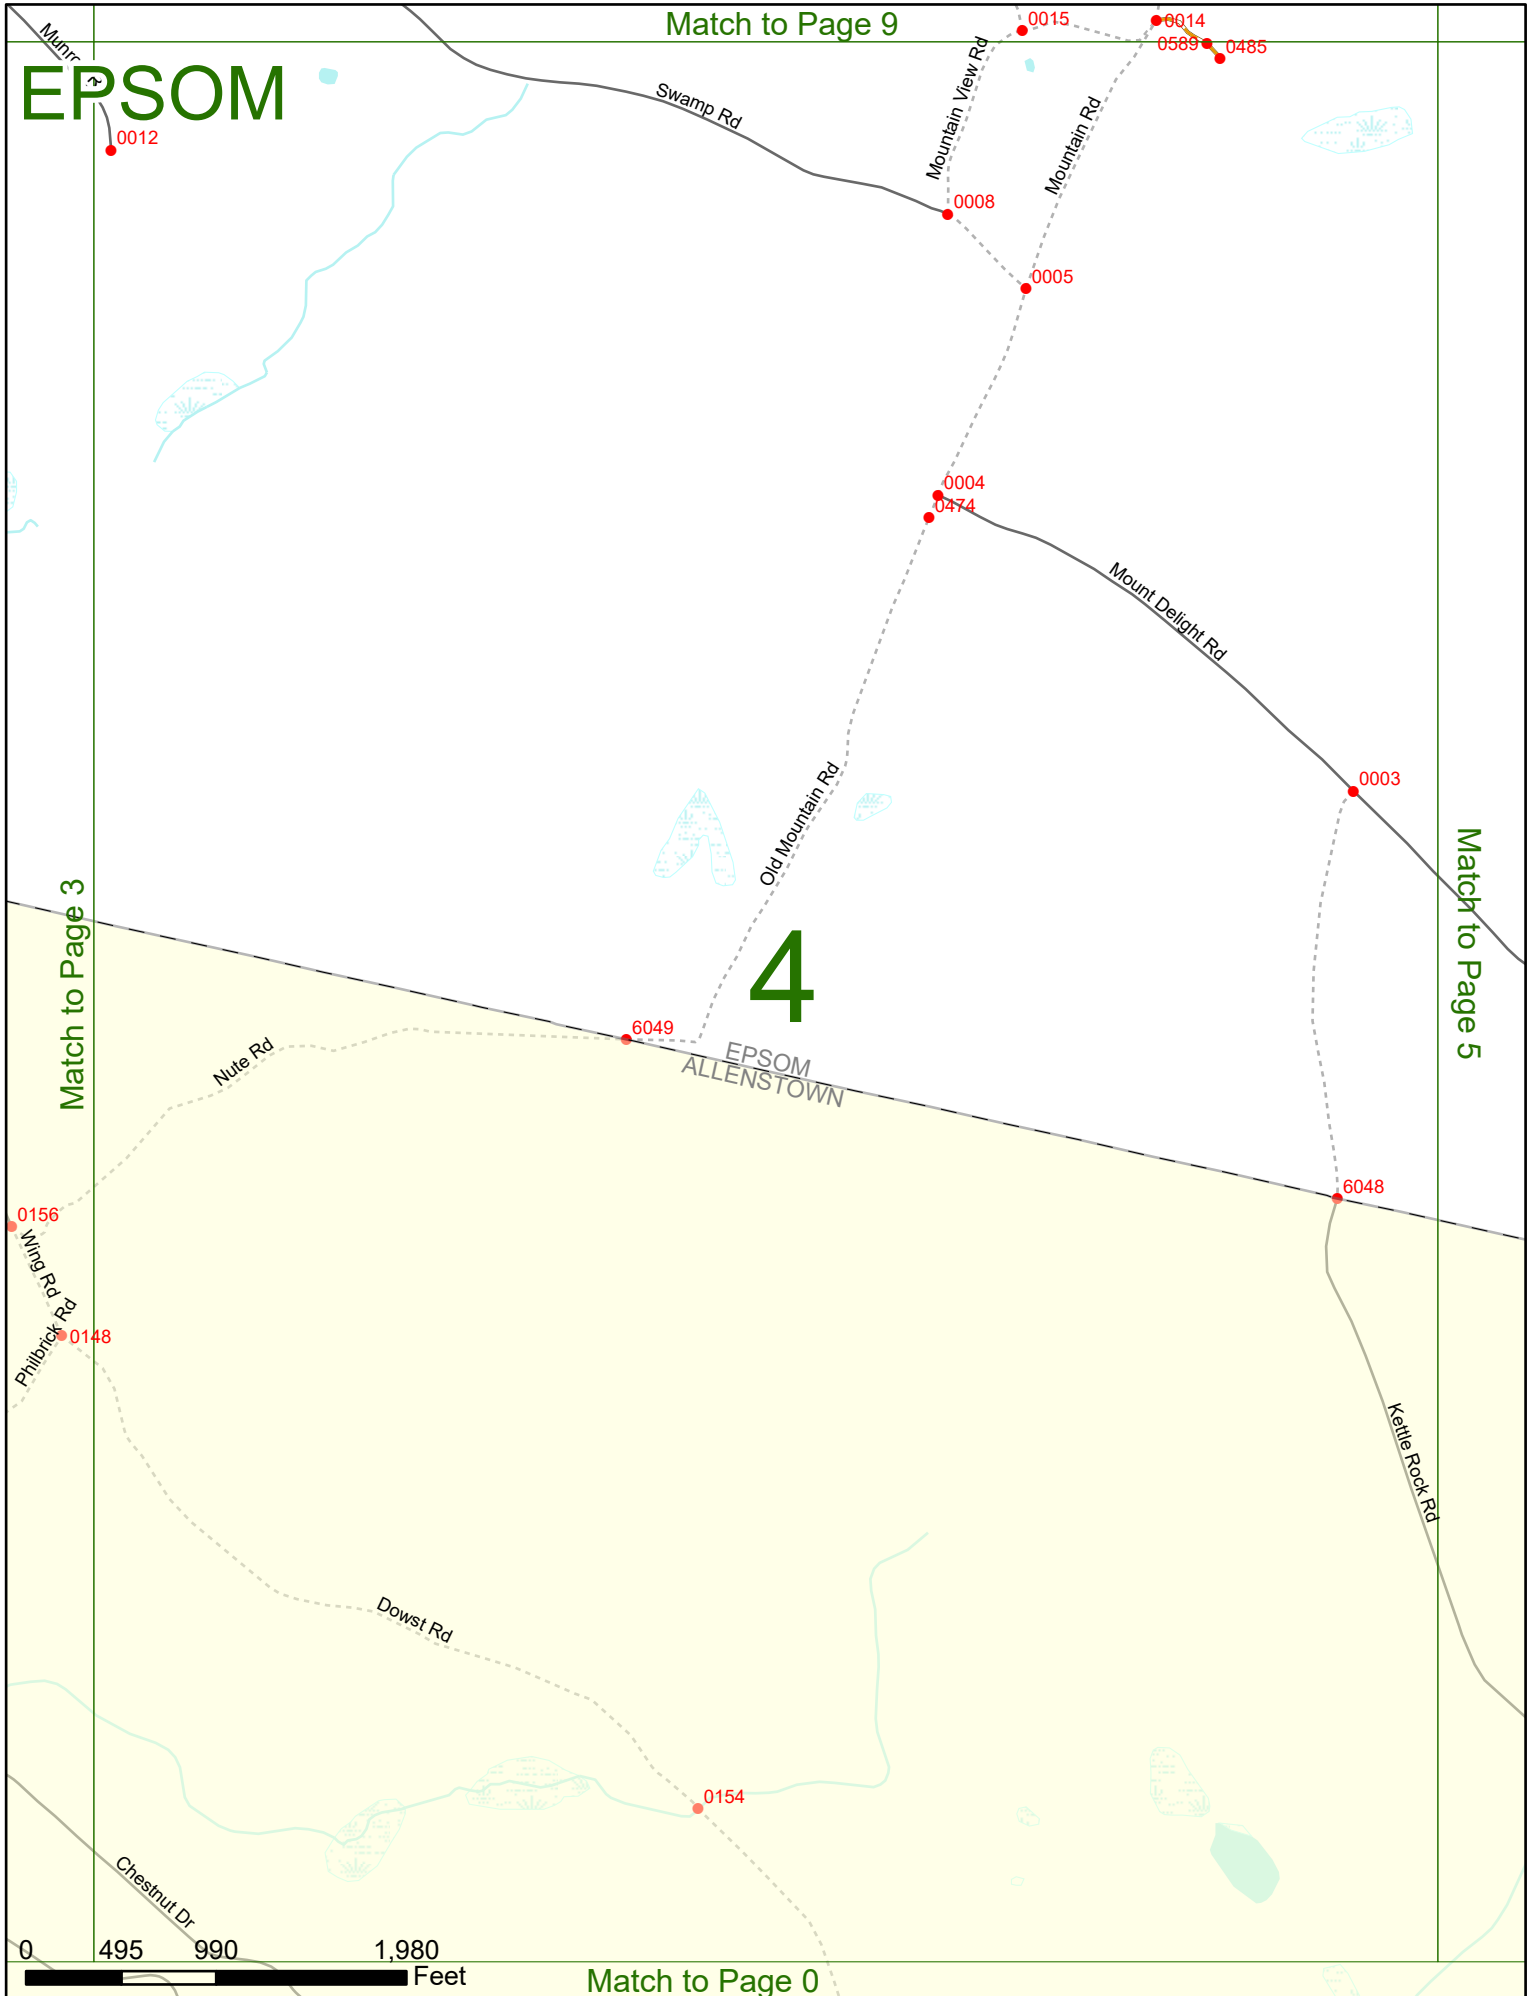 Match to Page 9
0015
0014
0589
0485
Munro
EPSOM
0012
Swamp Rd
Mountain View Rd
Mountain Rd
0008
0005
0004
0474
Mount Delight Rd
0003
Old Mountain Rd
Match to Page 3
Match to Page 5
4
6049
EPSOM
ALLENSTOWN
Nute Rd
6048
0156
Wing Rd
Philbrick Rd
0148
Kettle Rock Rd
Dowst Rd
0154
Chestnut Dr
0 495 990 1,980
Feet
Match to Page 0